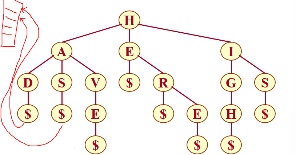 H
A E I
D S V $ R G S
$ $ E $ E H $
$ $ $